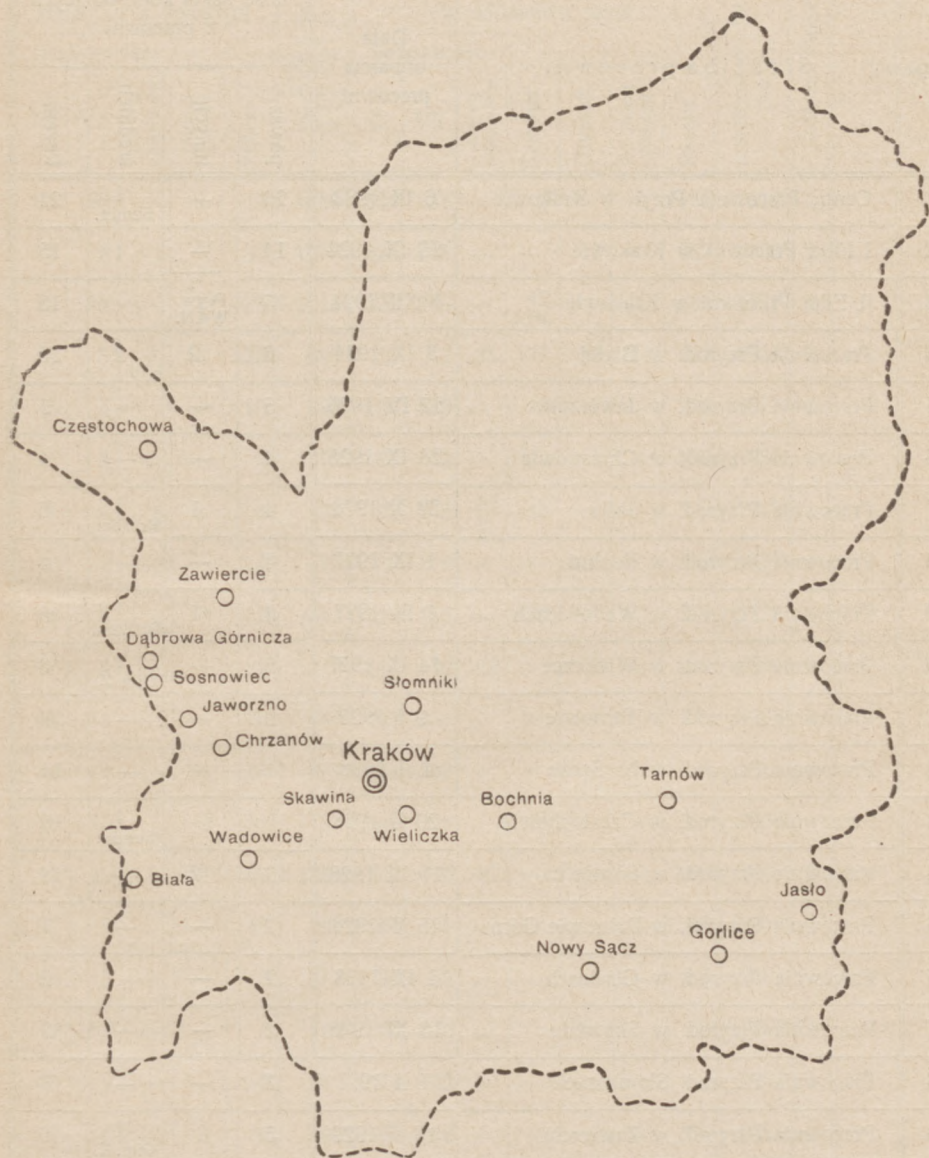 Częstochowa
Zawiercie
Dąbrowa Górnicza
Sosnowiec
Słomniki
Jaworzno
Chrzanów
Kraków
Tarnów
Skawina
Bochnia
Wadowice
Wieliczka
Biała
Jasło
Gorlice
Nowy Sącz